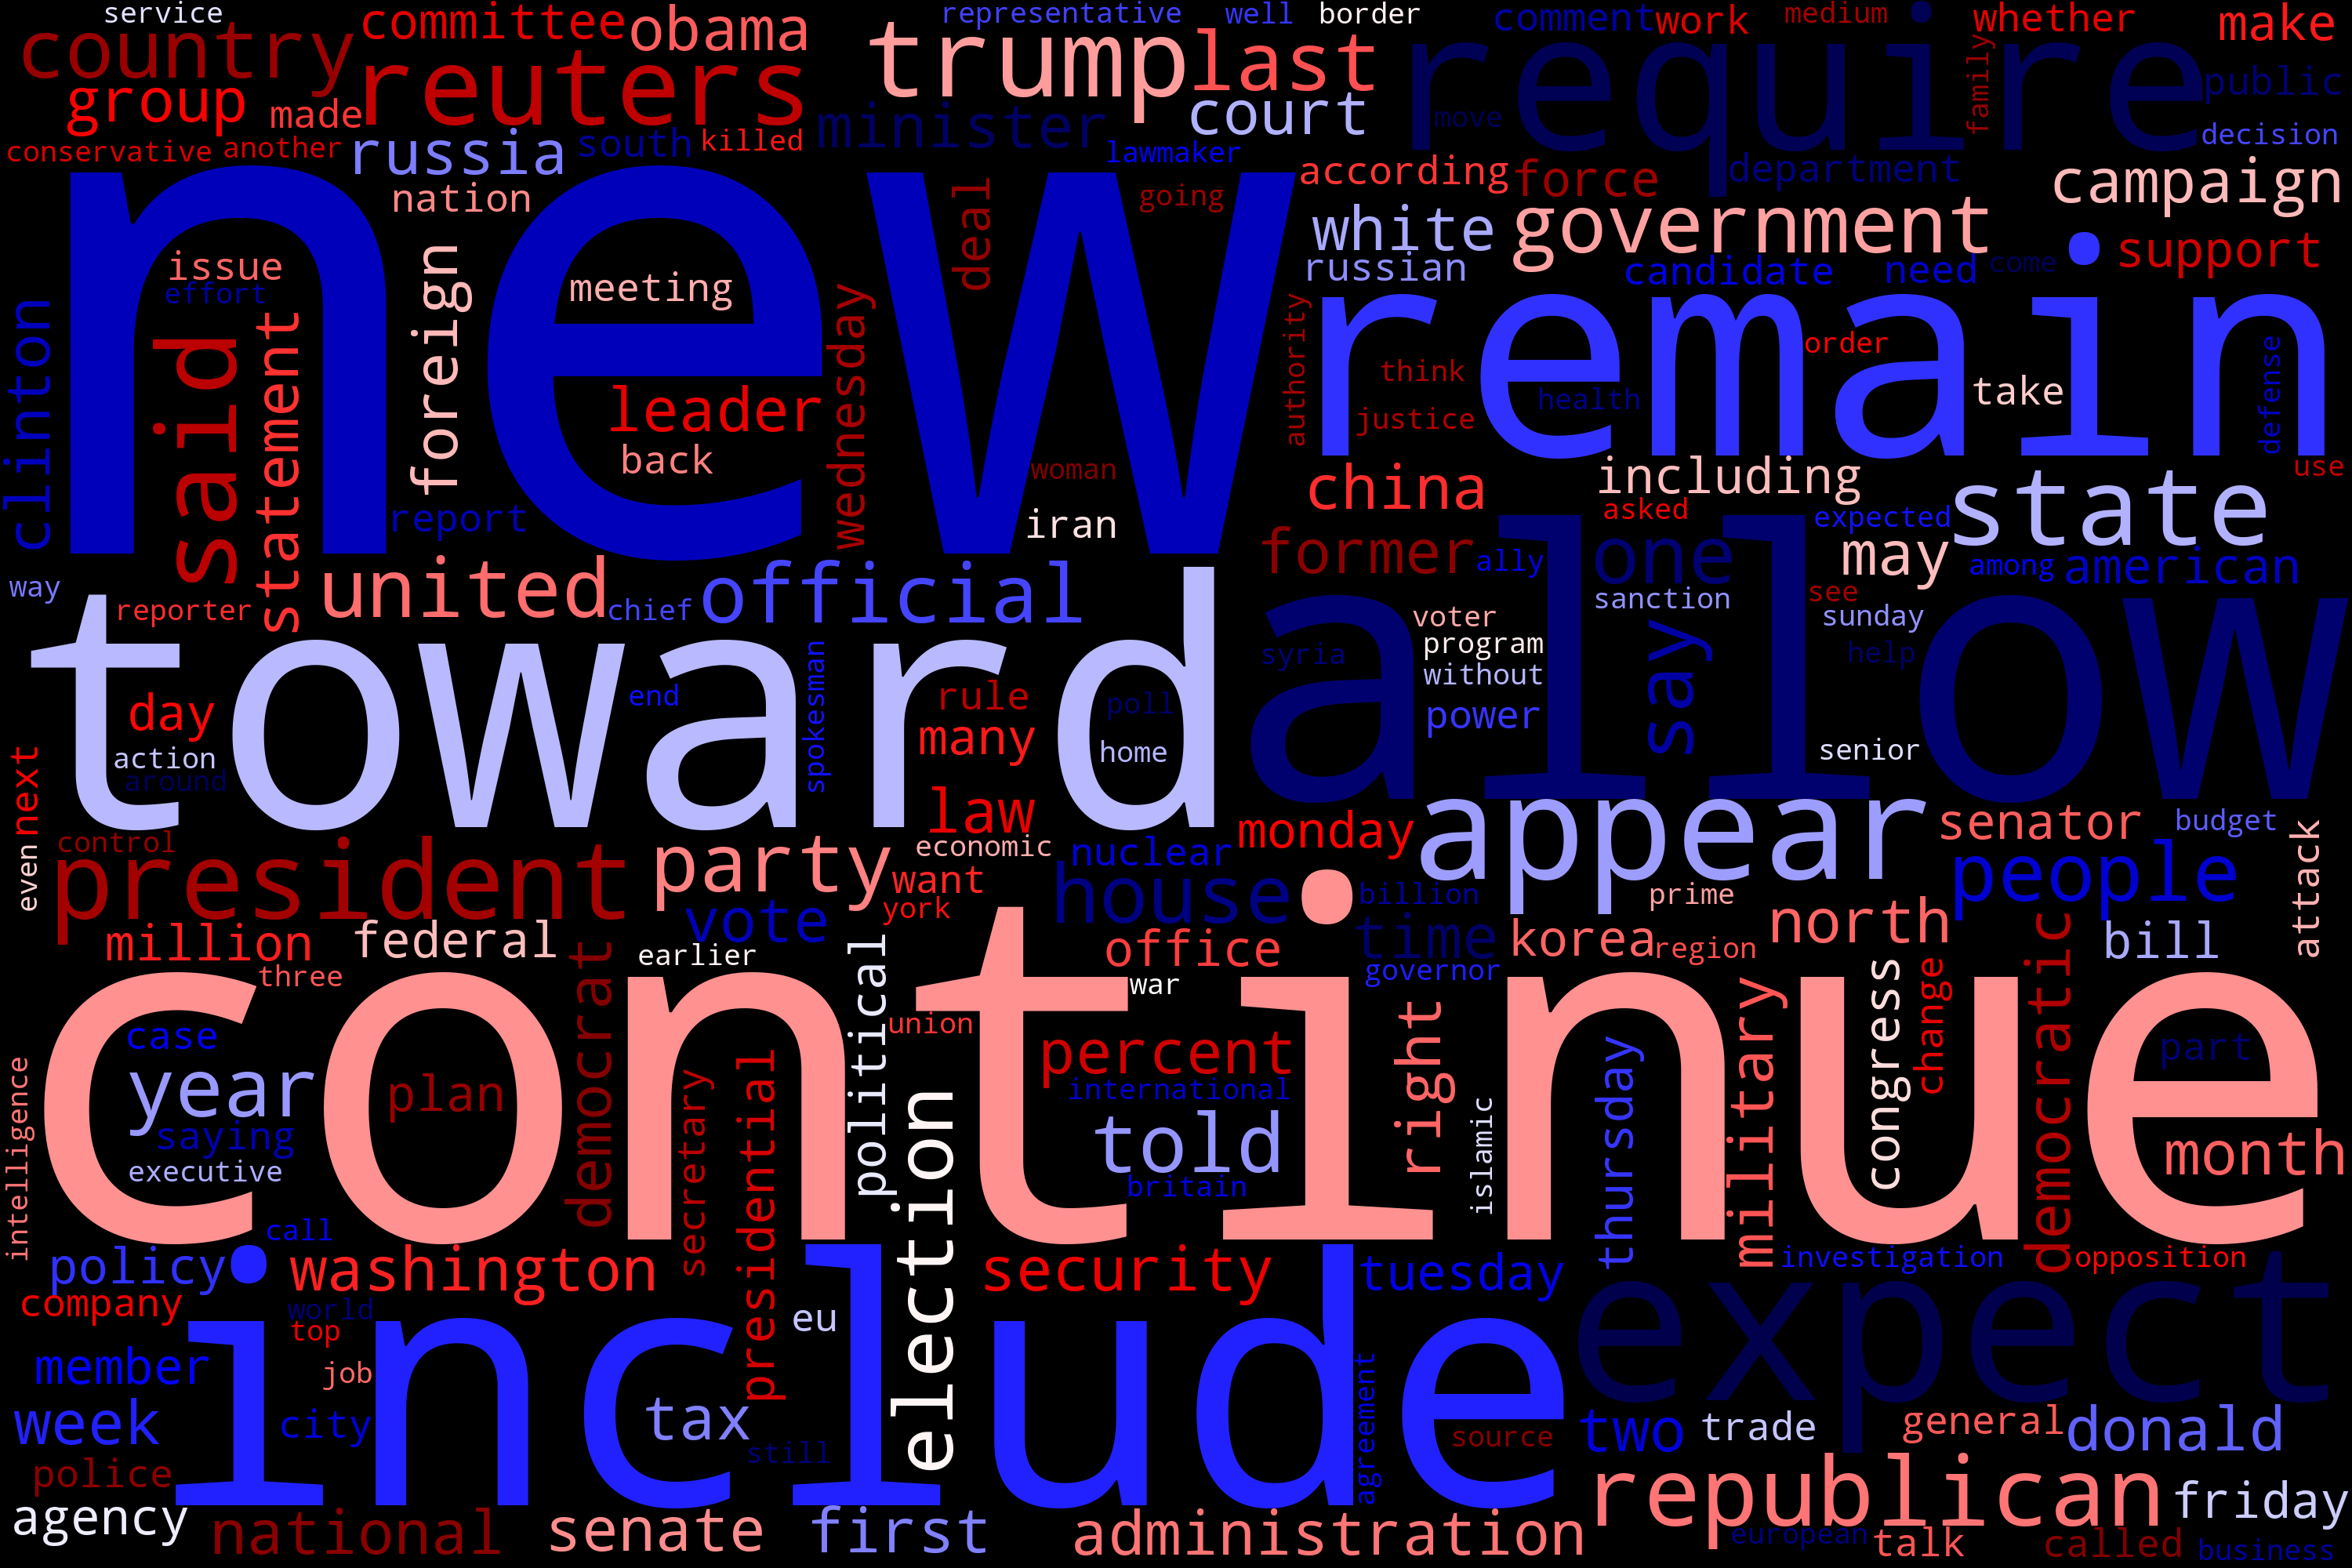 service
country
committee
obama
representative
well
border
comment
work
medium
whether
make
group
made
reuters
trump
last
require
family
public
conservative
another
russia
south
killed
minister
court
move
decision
lawmaker
nation
deal
going
according
force
department
campaign
new
white
government
support
issue
effort
foreign
meeting
russian
candidate
need
come
clinton
said
statement
wednesday
authority
remain
order
think
health
take
defense
leader
back
justice
woman
report
iran
china
including
state
use
asked
expected
way
reporter
united
chief
official
former
ally
one
may
among
american
sanction
see
toward
allow
voter
program
without
syria
say
sunday
help
day
end
spokesman
rule
many
poll
home
power
senior
action
around
next
even
control
president
party
law
economic
want
york
nuclear
monday
appear
senator
budget
people
attack
house
billion
prime
vote
million
federal
earlier
office
time
korea
region
north
bill
three
democrat
political
war
governor
continue
case
year
plan
union
percent
international
right
military
congress
change
democratic
part
saying
executive
intelligence
secretary
presidential
election
told
britain
islamic
thursday
month
call
policy
washington
security
tuesday
investigation
opposition
company
world
top
eu
include
expect
member
job
agreement
week
city
tax
still
source
two
trade
general
donald
police
agency
national
senate
first
administration
republican
friday
european
talk
called
business